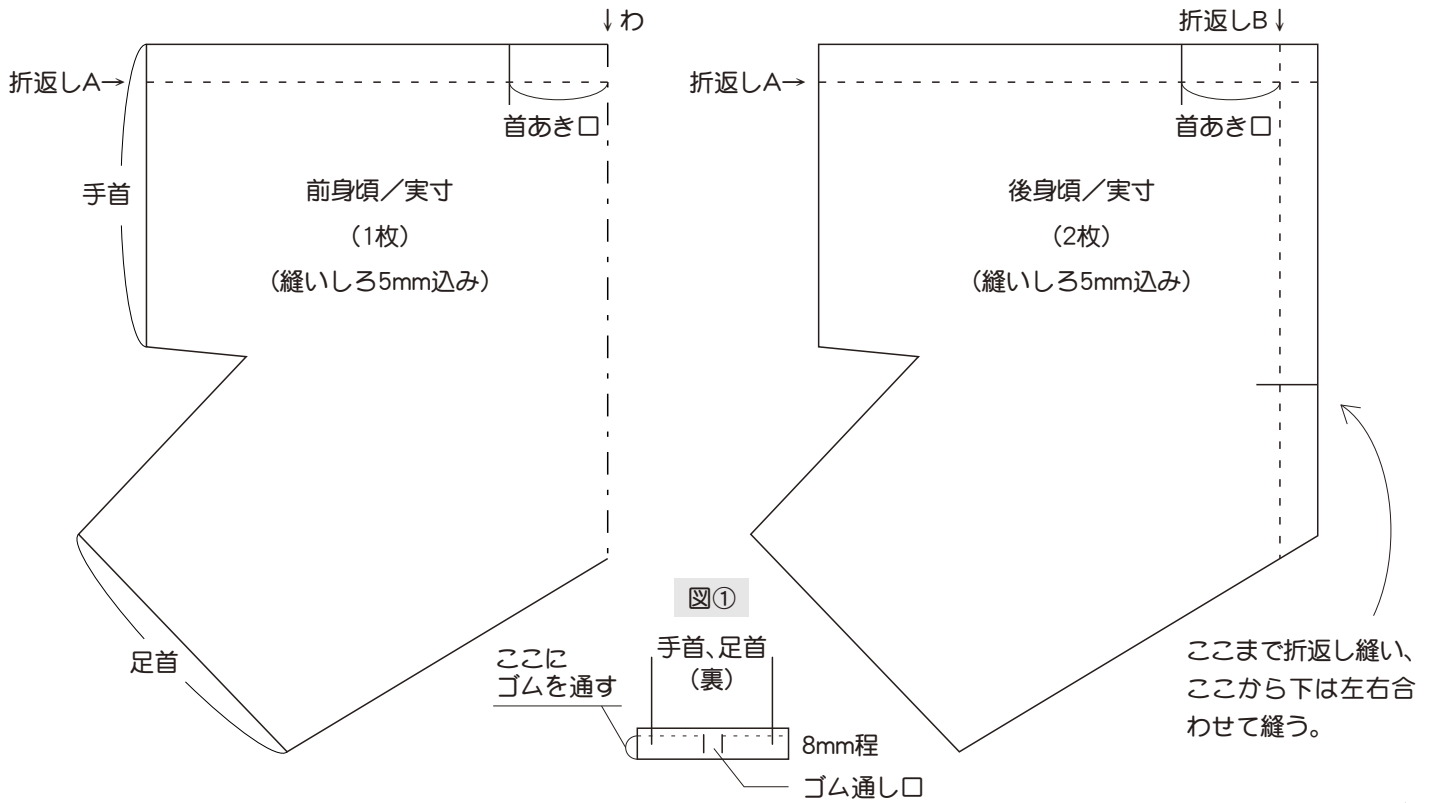 ↓わ
折返しA→
首あき口
手首
前身頃／実寸
（1枚）
（縫いしろ5mm込み）
足首
折返しB↓
折返しA→
首あき口
後身頃／実寸
（2枚）
（縫いしろ5mm込み）
ここまで折返し縫い、
ここから下は左右合
わせて縫う。
図①
手首、足首
（裏）
ここに
ゴムを通す
8mm程
ゴム通し口